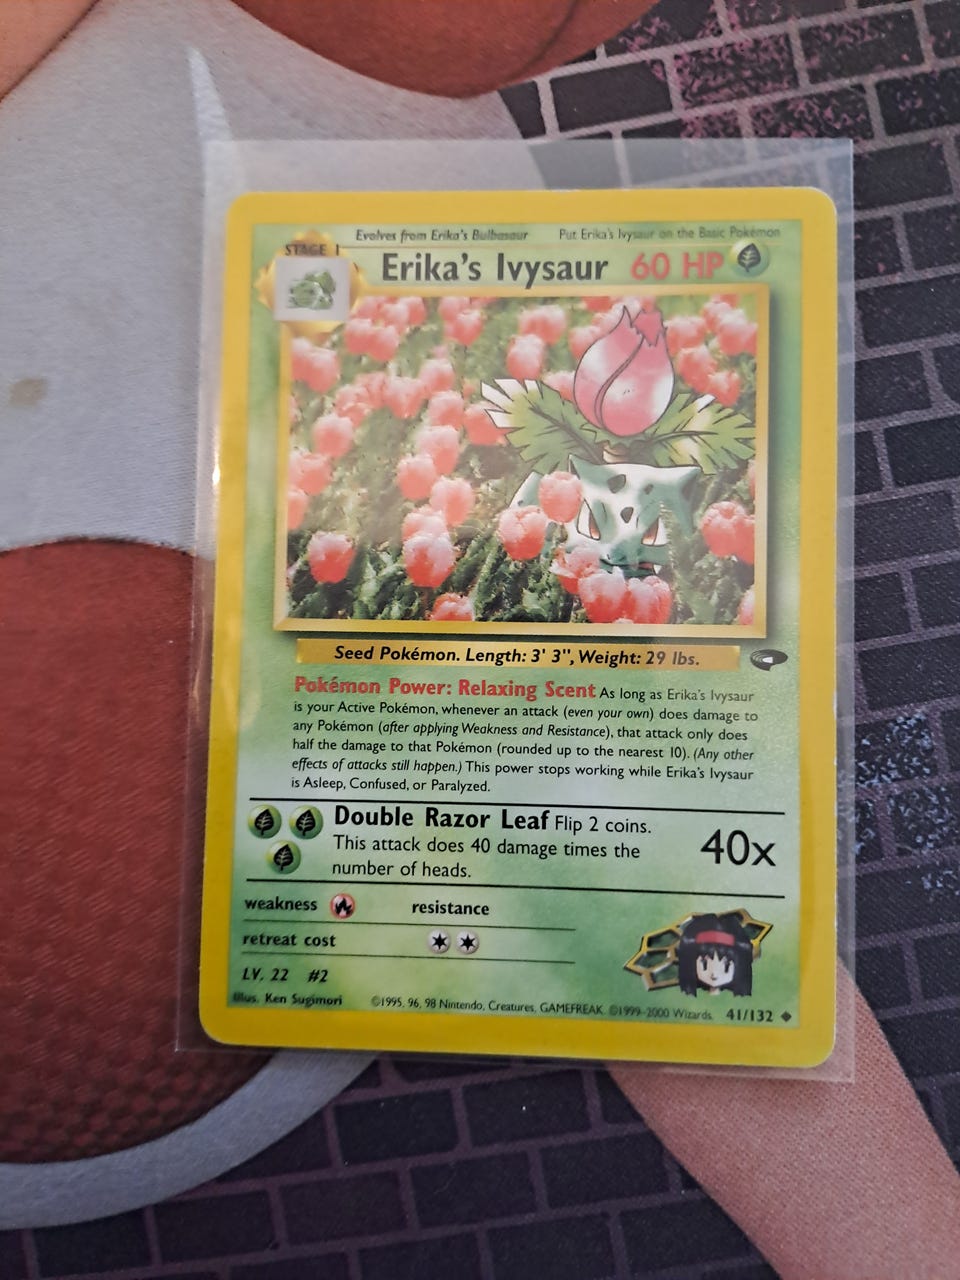 Evolves from Erika's Bulbasaur Put Erika's Ivysaur on the Basic Pokémon
STAGE 1
Erika's Ivysaur 60 HP
Seed Pokémon. Length: 3' 3", Weight: 29 lbs.
Pokémon Power: Relaxing Scent As long as Erika's Ivysaur
is your Active Pokémon, whenever an attack (even your own) does damage to
any Pokémon (after applying Weakness and Resistance), that attack only does
half the damage to that Pokémon (rounded up to the nearest 10). (Any other
effects of attacks still happen.) This power stops working while Erika's Ivysaur
is Asleep, Confused, or Paralyzed.
Double Razor Leaf Flip 2 coins.
This attack does 40 damage times the
number of heads.
40x
weakness resistance
retreat cost
LV. 22 #2
Illus. Ken Sugimori ©1995, 96, 98 Nintendo, Creatures, GAMEFREAK. ©1999-2000 Wizards. 41/132